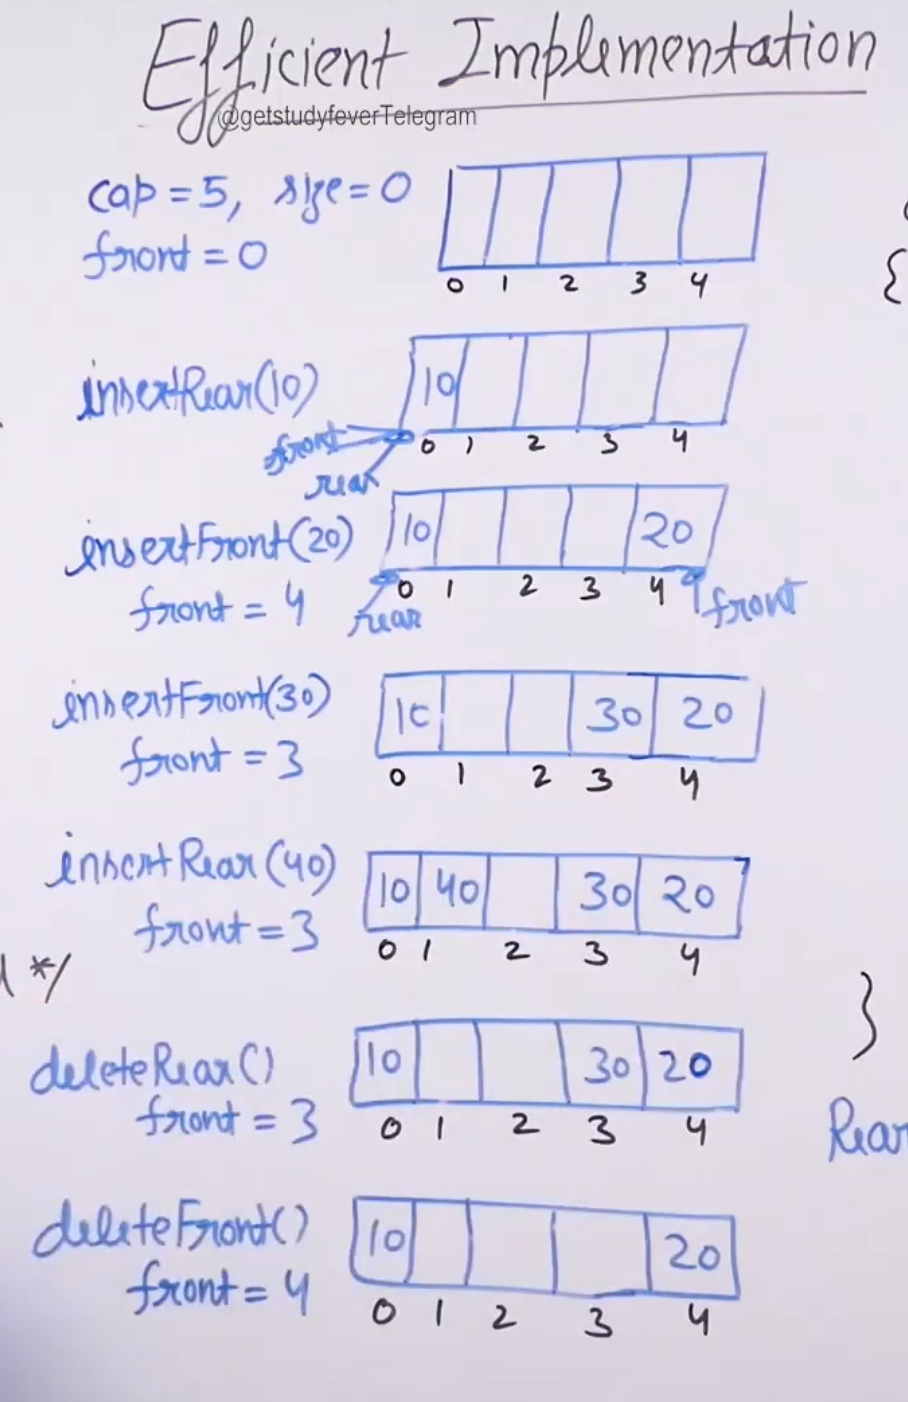 Efficient Implementation
@getstudyfeverTelegram
cap = 5, size = 0
front = 0
0 1 2 3 4
{
insertRear(10)
10
front
rear
0 1 2 3 4
insertFront(20)
10 20
front = 4
0 1 2 3 4
rear
front
insertFront(30)
10 30 20
front = 3
0 1 2 3 4
insertRear(40)
10 40 30 20
front = 3
0 1 2 3 4
*/
}
deleteRear()
10 30 20
front = 3
0 1 2 3 4
Rear
deleteFront()
10 20
front = 4
0 1 2 3 4